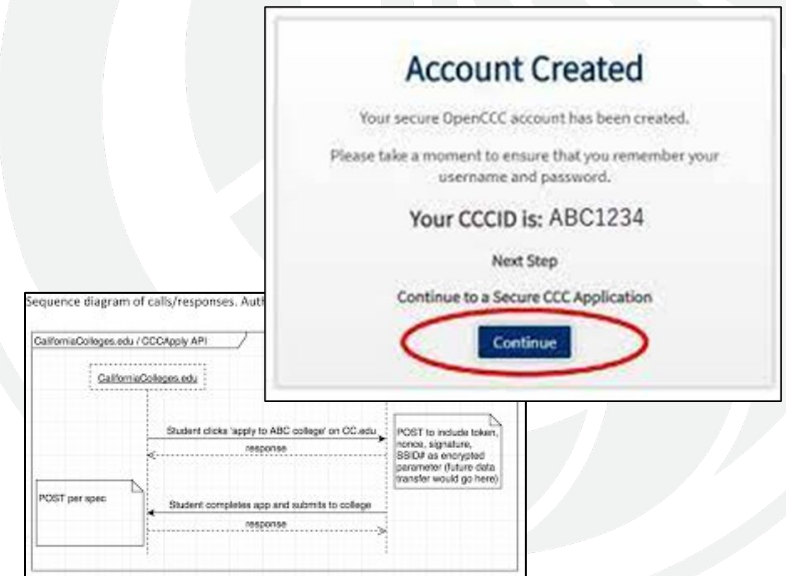 Account Created
Your secure OpenCCC account has been created.
Please take a moment to ensure that you remember your
username and password.
Your CCCID is: ABC1234
Next Step
Continue to a Secure CCC Application
Continue
Sequence diagram of calls/responses. Auth
CaliforniaColleges.edu / CCCApply API
CaliforniaColleges.edu
Student clicks 'apply to ABC college' on CC.edu
response
POST to include token,
nonce, signature,
SSID# as encrypted
parameter (future data
transfer would go here)
POST per spec
Student completes app and submits to college
response